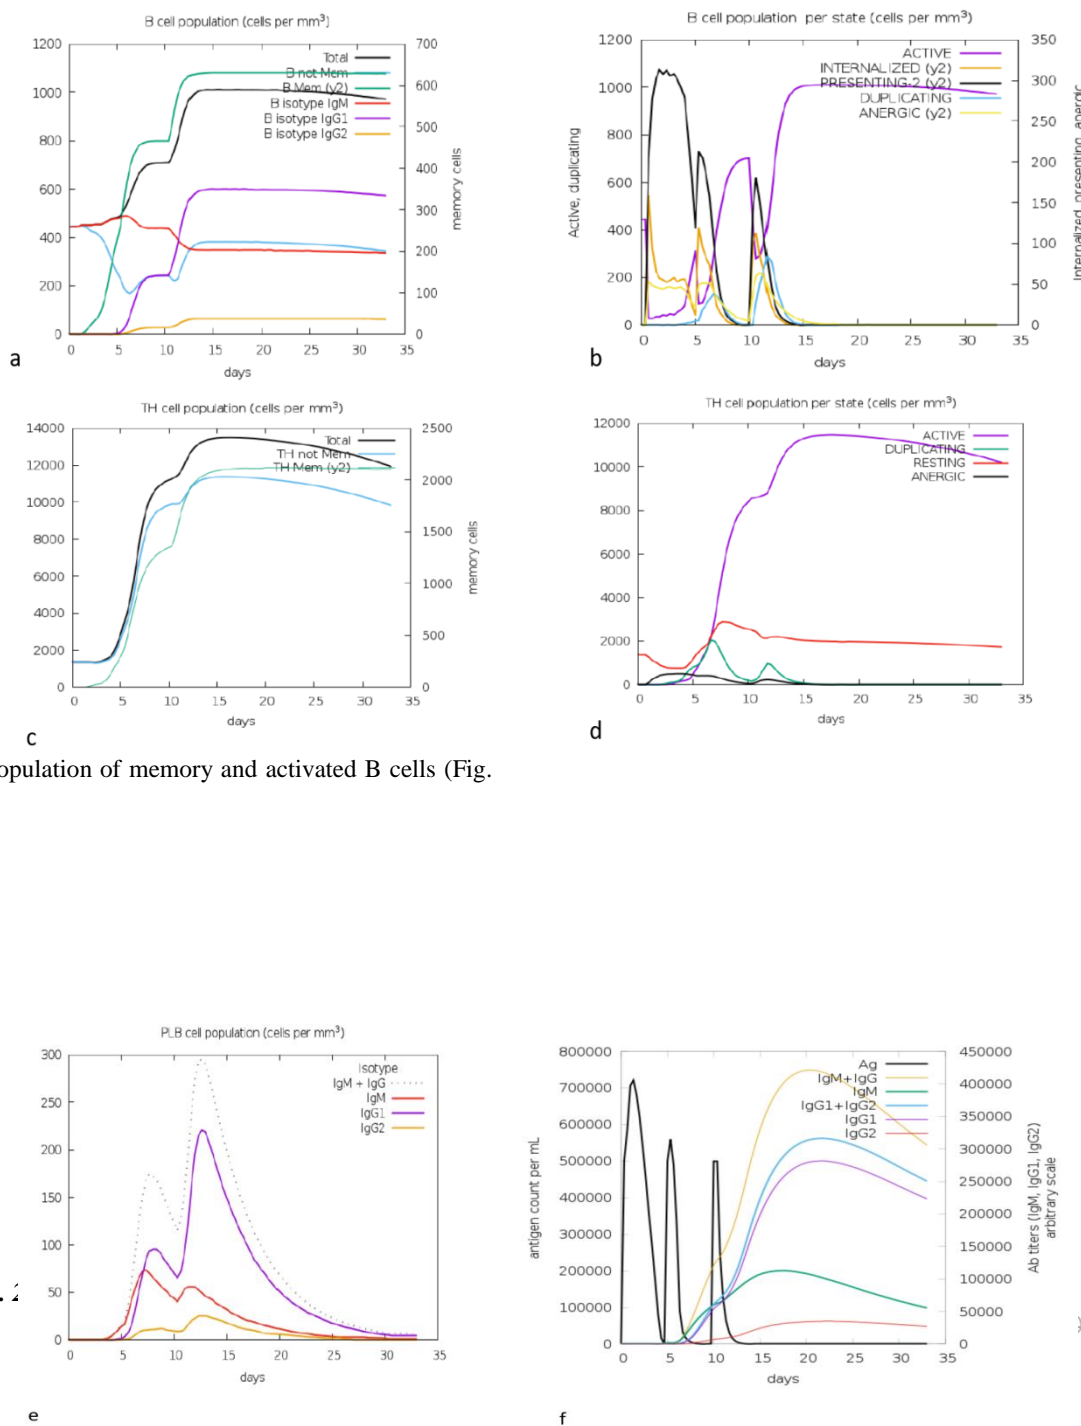 B cell population (cells per mm³)
1200
1000
800
600
400
200
0
700
600
500
400
300
200
100
0
Total
B not Mem
B Mem (y2)
B isotype IgM
B isotype IgG1
B isotype IgG2
memory cells
0 5 10 15 20 25 30 35
days
a
B cell population per state (cells per mm³)
Active, duplicating
1200
1000
800
600
400
200
0
350
300
250
200
150
100
50
0
ACTIVE
INTERNALIZED (y2)
PRESENTING-2 (y2)
DUPLICATING
ANERGIC (y2)
Internalized, presenting, anergic
0 5 10 15 20 25 30 35
days
b
TH cell population (cells per mm³)
14000
12000
10000
8000
6000
4000
2000
0
2500
2000
1500
1000
500
0
Total
TH not Mem
TH Mem (y2)
memory cells
0 5 10 15 20 25 30 35
days
c
TH cell population per state (cells per mm³)
12000
10000
8000
6000
4000
2000
0
ACTIVE
DUPLICATING
RESTING
ANERGIC
0 5 10 15 20 25 30 35
days
d
opulation of memory and activated B cells (Fig.
PLB cell population (cells per mm³)
300
250
200
150
100
50
0
Isotype
IgM + IgG
IgM
IgG1
IgG2
0 5 10 15 20 25 30 35
days
e
antigen count per mL
800000
700000
600000
500000
400000
300000
200000
100000
0
450000
400000
350000
300000
250000
200000
150000
100000
50000
0
Ag
IgM+IgG
IgM
IgG1+IgG2
IgG1
IgG2
Ab titers (IgM, IgG1, IgG2)
arbitrary scale
0 5 10 15 20 25 30 35
days
f